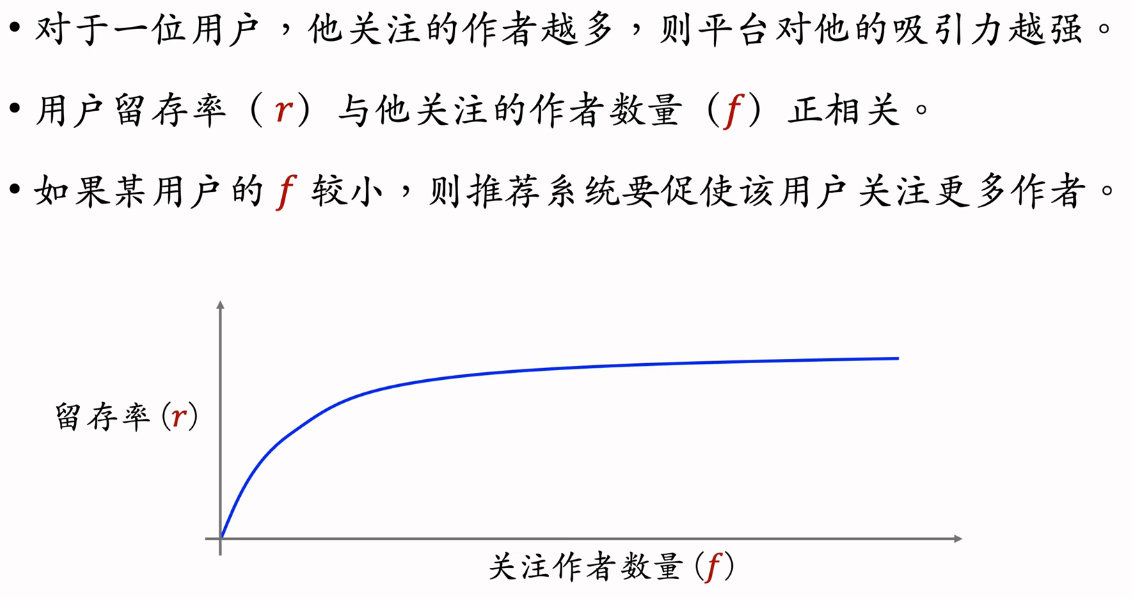 • 对于一位用户，他关注的作者越多，则平台对他的吸引力越强。
• 用户留存率（r）与他关注的作者数量（f）正相关。
• 如果某用户的 f 较小，则推荐系统要促使该用户关注更多作者。
留存率(r)
关注作者数量(f)